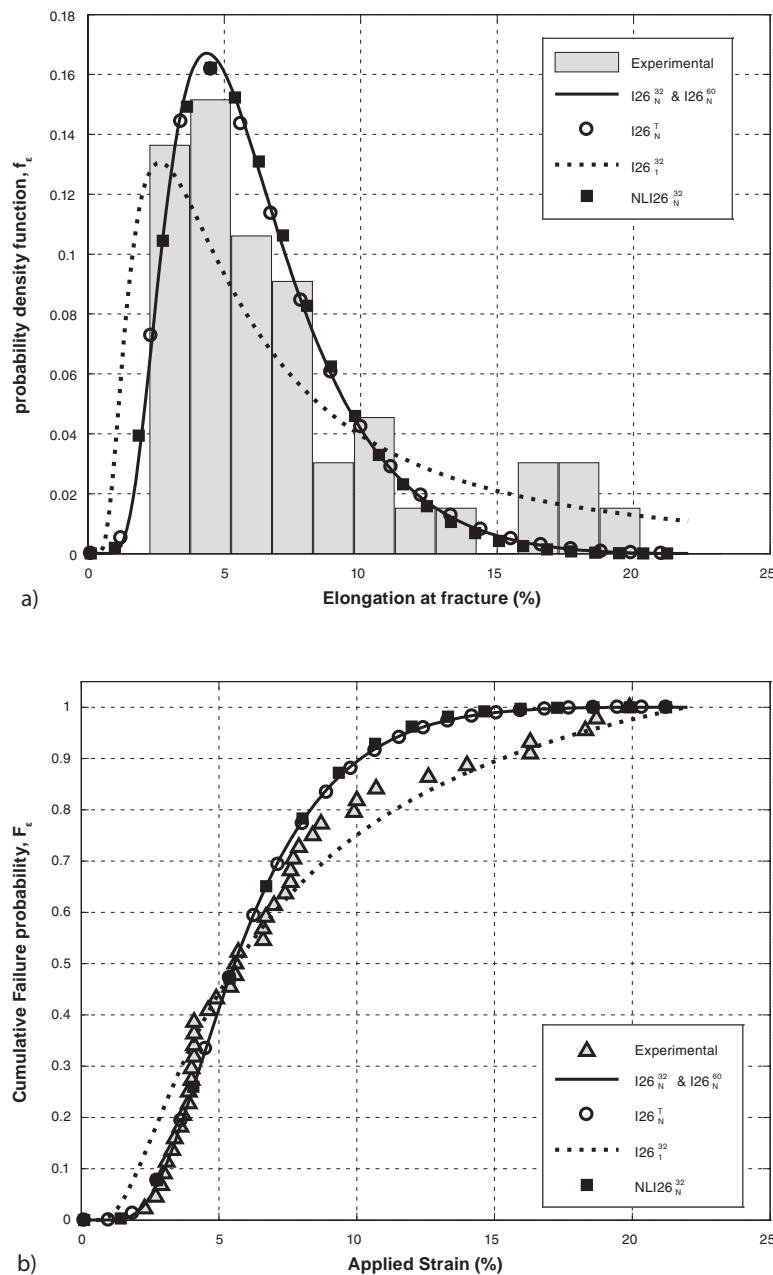 0.18
0.16
0.14
0.12
0.1
0.08
0.06
0.04
0.02
0
probability density function, fε
Experimental
I26 32 N & I26 60 N
I26 T N
I26 32 1
NLI26 32 N
0 5 10 15 20 25
Elongation at fracture (%)
a)
1
0.9
0.8
0.7
0.6
0.5
0.4
0.3
0.2
0.1
0
Cumulative Failure probability, Fε
Experimental
I26 32 N & I26 60 N
I26 T N
I26 32 1
NLI26 32 N
0 5 10 15 20 25
Applied Strain (%)
b)